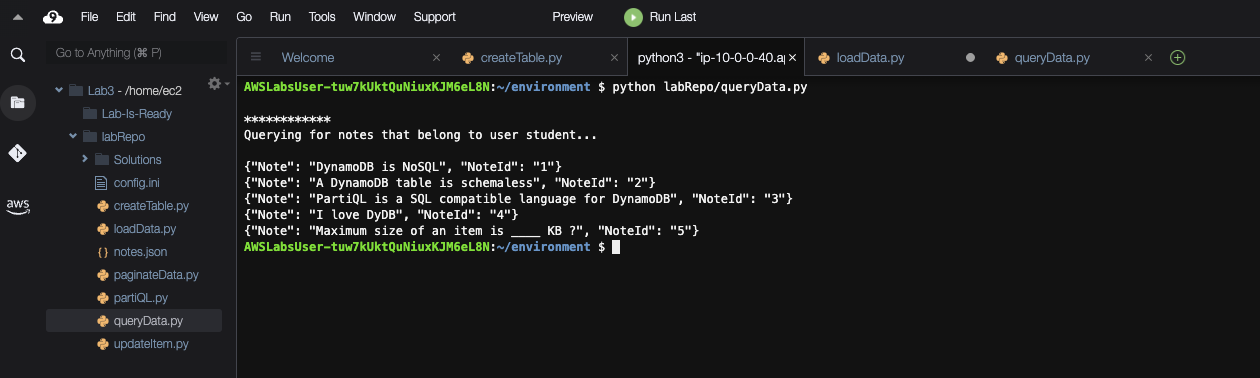 9 File Edit Find View Go Run Tools Window Support Preview Run Last
Go to Anything (⌘ P)
Welcome createTable.py python3 - "ip-10-0-0-40.ap loadData.py queryData.py
Lab3 - /home/ec2
Lab-Is-Ready
labRepo
Solutions
config.ini
createTable.py
loadData.py
notes.json
paginateData.py
partiQL.py
queryData.py
updateItem.py
aws
AWSLabsUser-tuw7kUktQuNiuxKJM6eL8N:~/environment $ python labRepo/queryData.py
************
Querying for notes that belong to user student...
{"Note": "DynamoDB is NoSQL", "NoteId": "1"}
{"Note": "A DynamoDB table is schemaless", "NoteId": "2"}
{"Note": "PartiQL is a SQL compatible language for DynamoDB", "NoteId": "3"}
{"Note": "I love DyDB", "NoteId": "4"}
{"Note": "Maximum size of an item is ____ KB ?", "NoteId": "5"}
AWSLabsUser-tuw7kUktQuNiuxKJM6eL8N:~/environment $